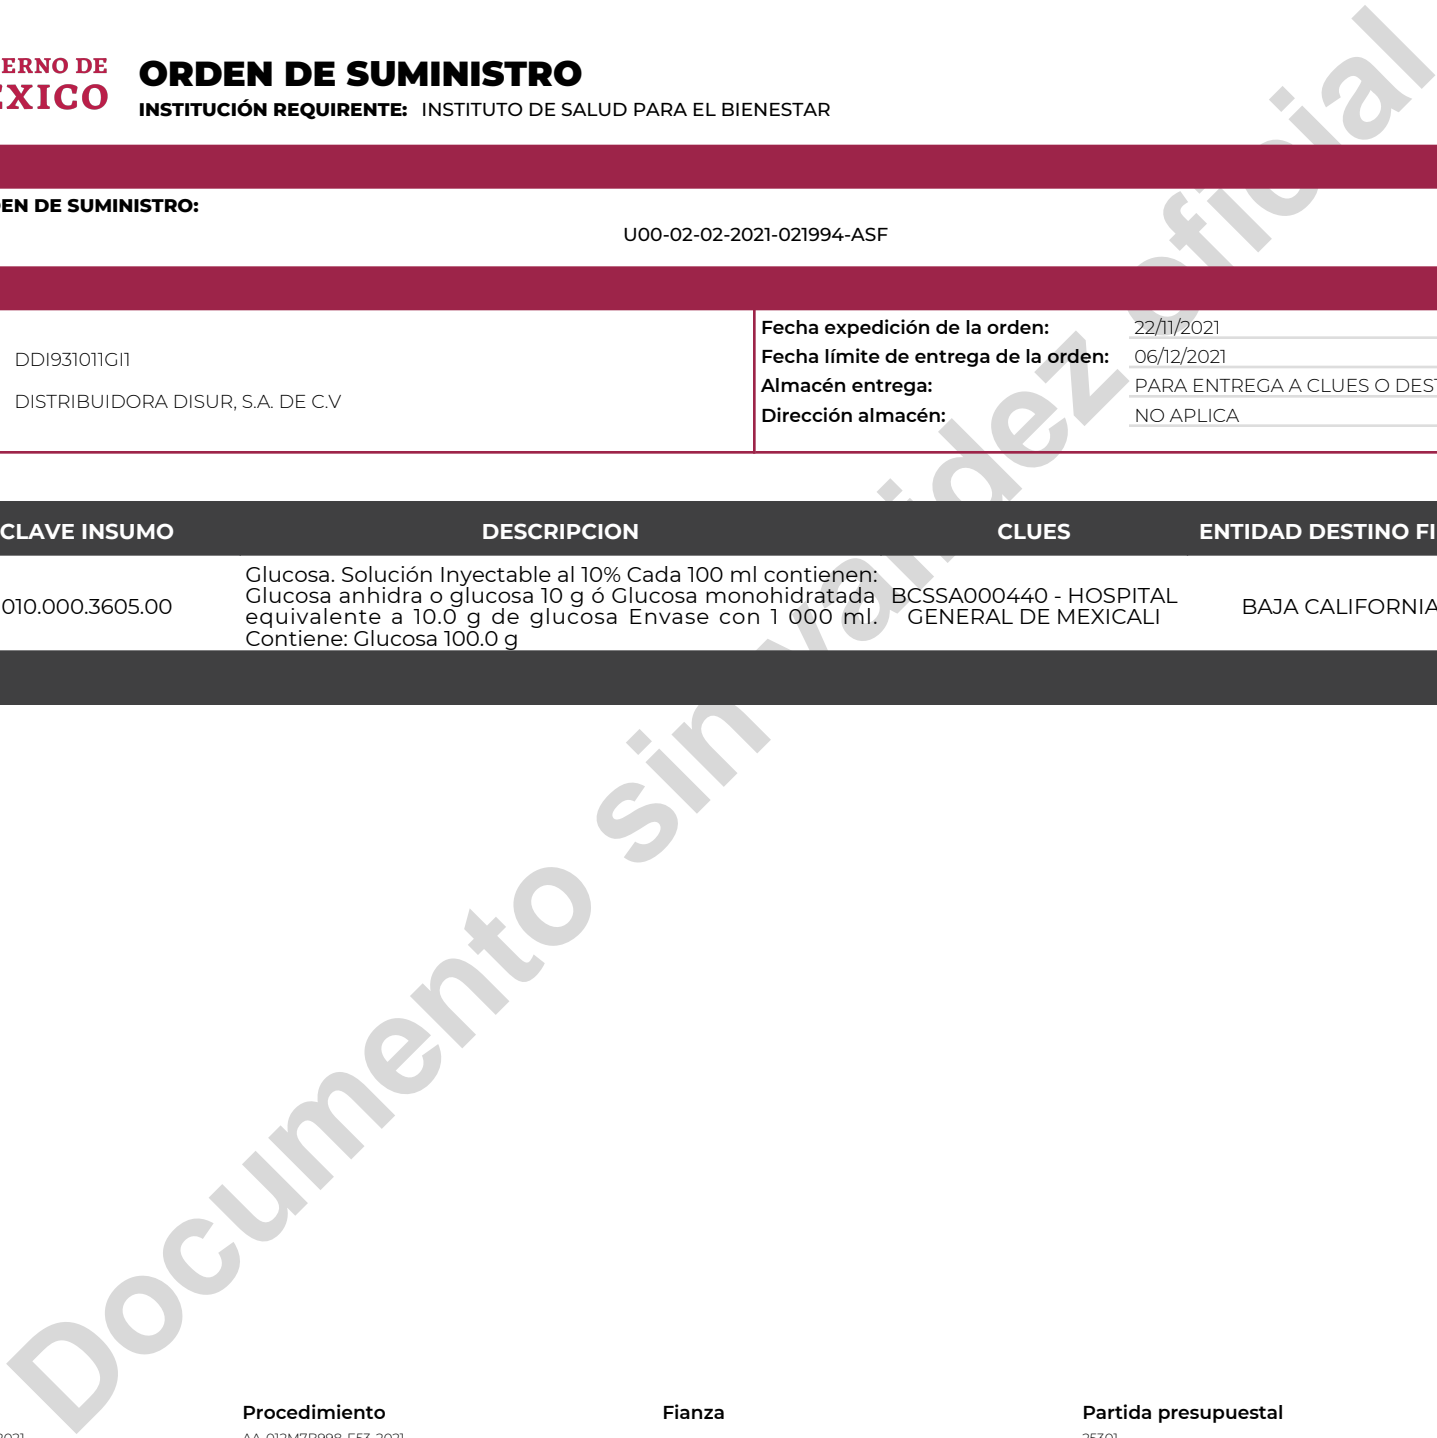 ERNO DE
EXICO
ORDEN DE SUMINISTRO
INSTITUCIÓN REQUIRENTE: INSTITUTO DE SALUD PARA EL BIENESTAR
EN DE SUMINISTRO:
U00-02-02-2021-021994-ASF
DDI931011GI1
DISTRIBUIDORA DISUR, S.A. DE C.V
Fecha expedición de la orden: 22/11/2021
Fecha límite de entrega de la orden: 06/12/2021
Almacén entrega: PARA ENTREGA A CLUES O DEST
Dirección almacén: NO APLICA
CLAVE INSUMO DESCRIPCION CLUES ENTIDAD DESTINO FI
010.000.3605.00
Glucosa. Solución Inyectable al 10% Cada 100 ml contienen:
Glucosa anhidra o glucosa 10 g ó Glucosa monohidratada
equivalente a 10.0 g de glucosa Envase con 1 000 ml.
Contiene: Glucosa 100.0 g
BCSSA000440 - HOSPITAL
GENERAL DE MEXICALI
BAJA CALIFORNIA
Documento sin validez oficial
Procedimiento Fianza Partida presupuestal